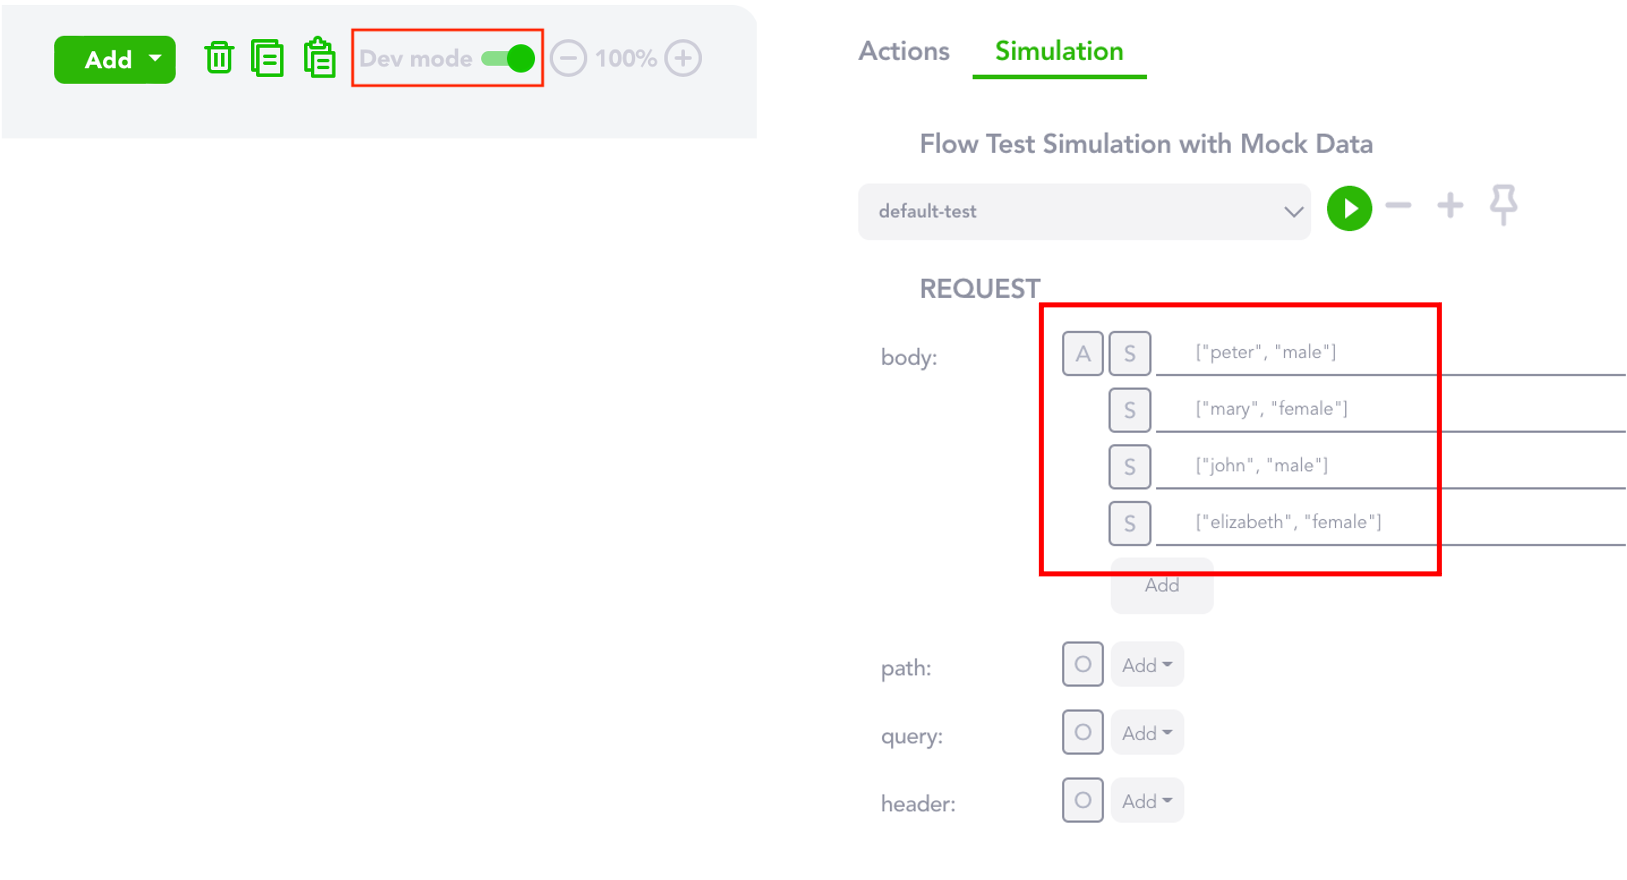 Add
Dev mode
100%
Actions Simulation
Flow Test Simulation with Mock Data
default-test
REQUEST
body: A S ["peter", "male"]
S ["mary", "female"]
S ["john", "male"]
S ["elizabeth", "female"]
Add
path: O Add
query: O Add
header: O Add